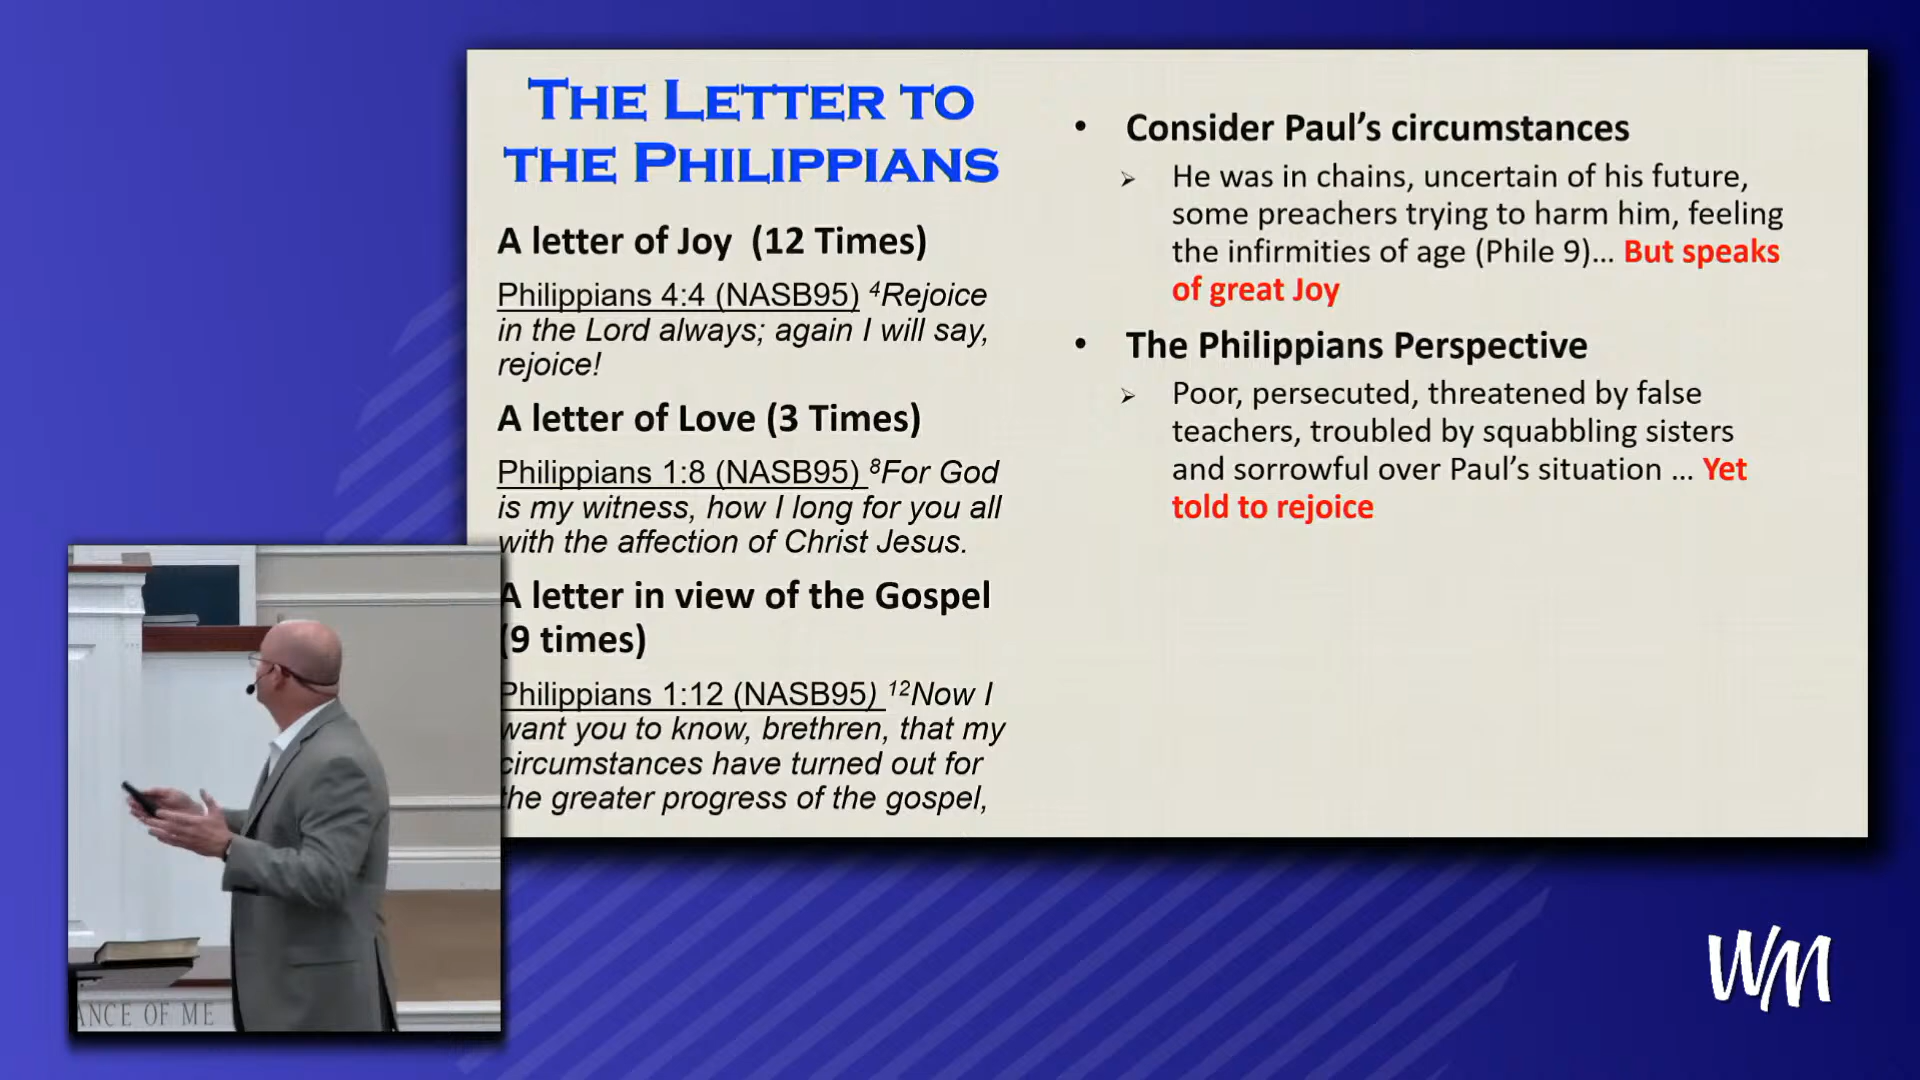 THE LETTER TO
THE PHILIPPIANS
A letter of Joy (12 Times)
Philippians 4:4 (NASB95) 4Rejoice
in the Lord always; again I will say,
rejoice!
A letter of Love (3 Times)
Philippians 1:8 (NASB95) 8For God
is my witness, how I long for you all
with the affection of Christ Jesus.
A letter in view of the Gospel
(9 times)
Philippians 1:12 (NASB95) 12Now I
want you to know, brethren, that my
circumstances have turned out for
the greater progress of the gospel,
• Consider Paul’s circumstances
➢ He was in chains, uncertain of his future,
some preachers trying to harm him, feeling
the infirmities of age (Phile 9)… But speaks
of great Joy
• The Philippians Perspective
➢ Poor, persecuted, threatened by false
teachers, troubled by squabbling sisters
and sorrowful over Paul’s situation … Yet
told to rejoice
ANCE OF ME
WM